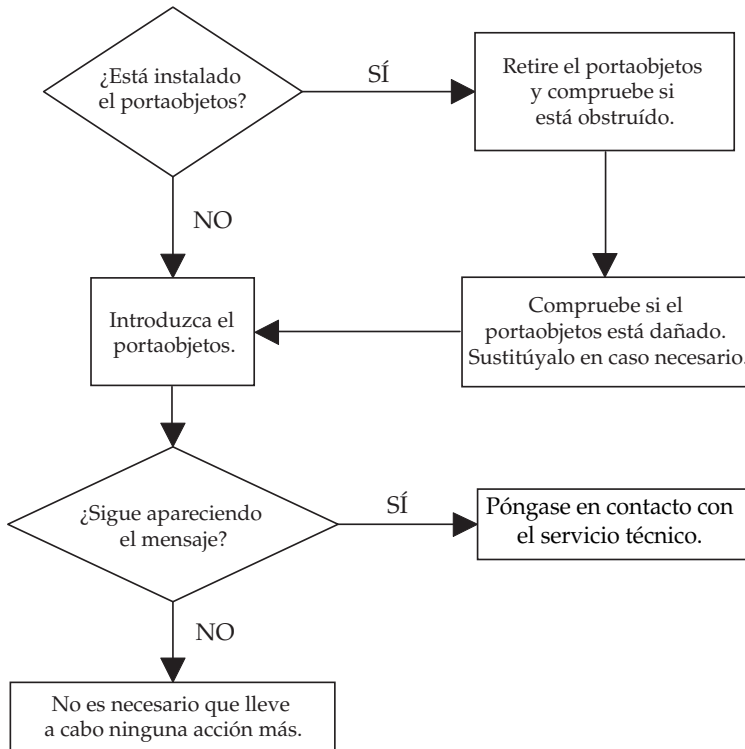 ¿Está instalado
el portaobjetos?
SÍ
Retire el portaobjetos
y compruebe si
está obstruído.
NO
Introduzca el
portaobjetos.
Compruebe si el
portaobjetos está dañado.
Sustitúyalo en caso necesario.
¿Sigue apareciendo
el mensaje?
SÍ
Póngase en contacto con
el servicio técnico.
NO
No es necesario que lleve
a cabo ninguna acción más.